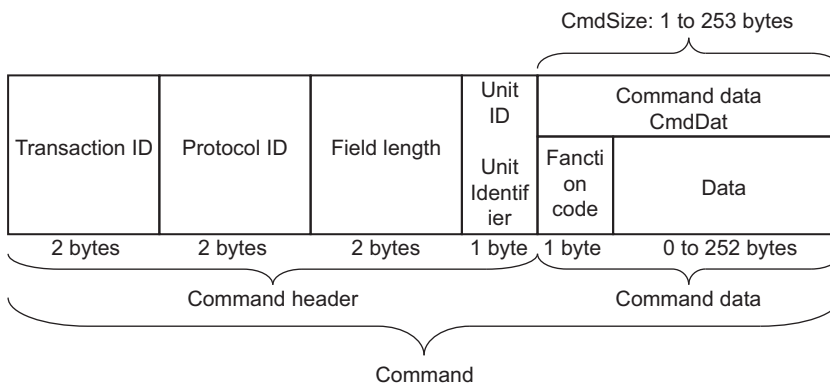 CmdSize: 1 to 253 bytes
Transaction ID
Protocol ID
Field length
Unit
ID
Unit
Identif
ier
Command data
CmdDat
Fancti
on
code
Data
2 bytes
2 bytes
2 bytes
1 byte
1 byte
0 to 252 bytes
Command header
Command data
Command